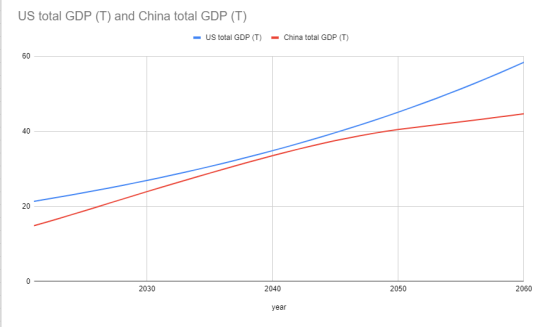 US total GDP (T) and China total GDP (T)
US total GDP (T) China total GDP (T)
60
40
20
0
2030 2040 2050 2060
year